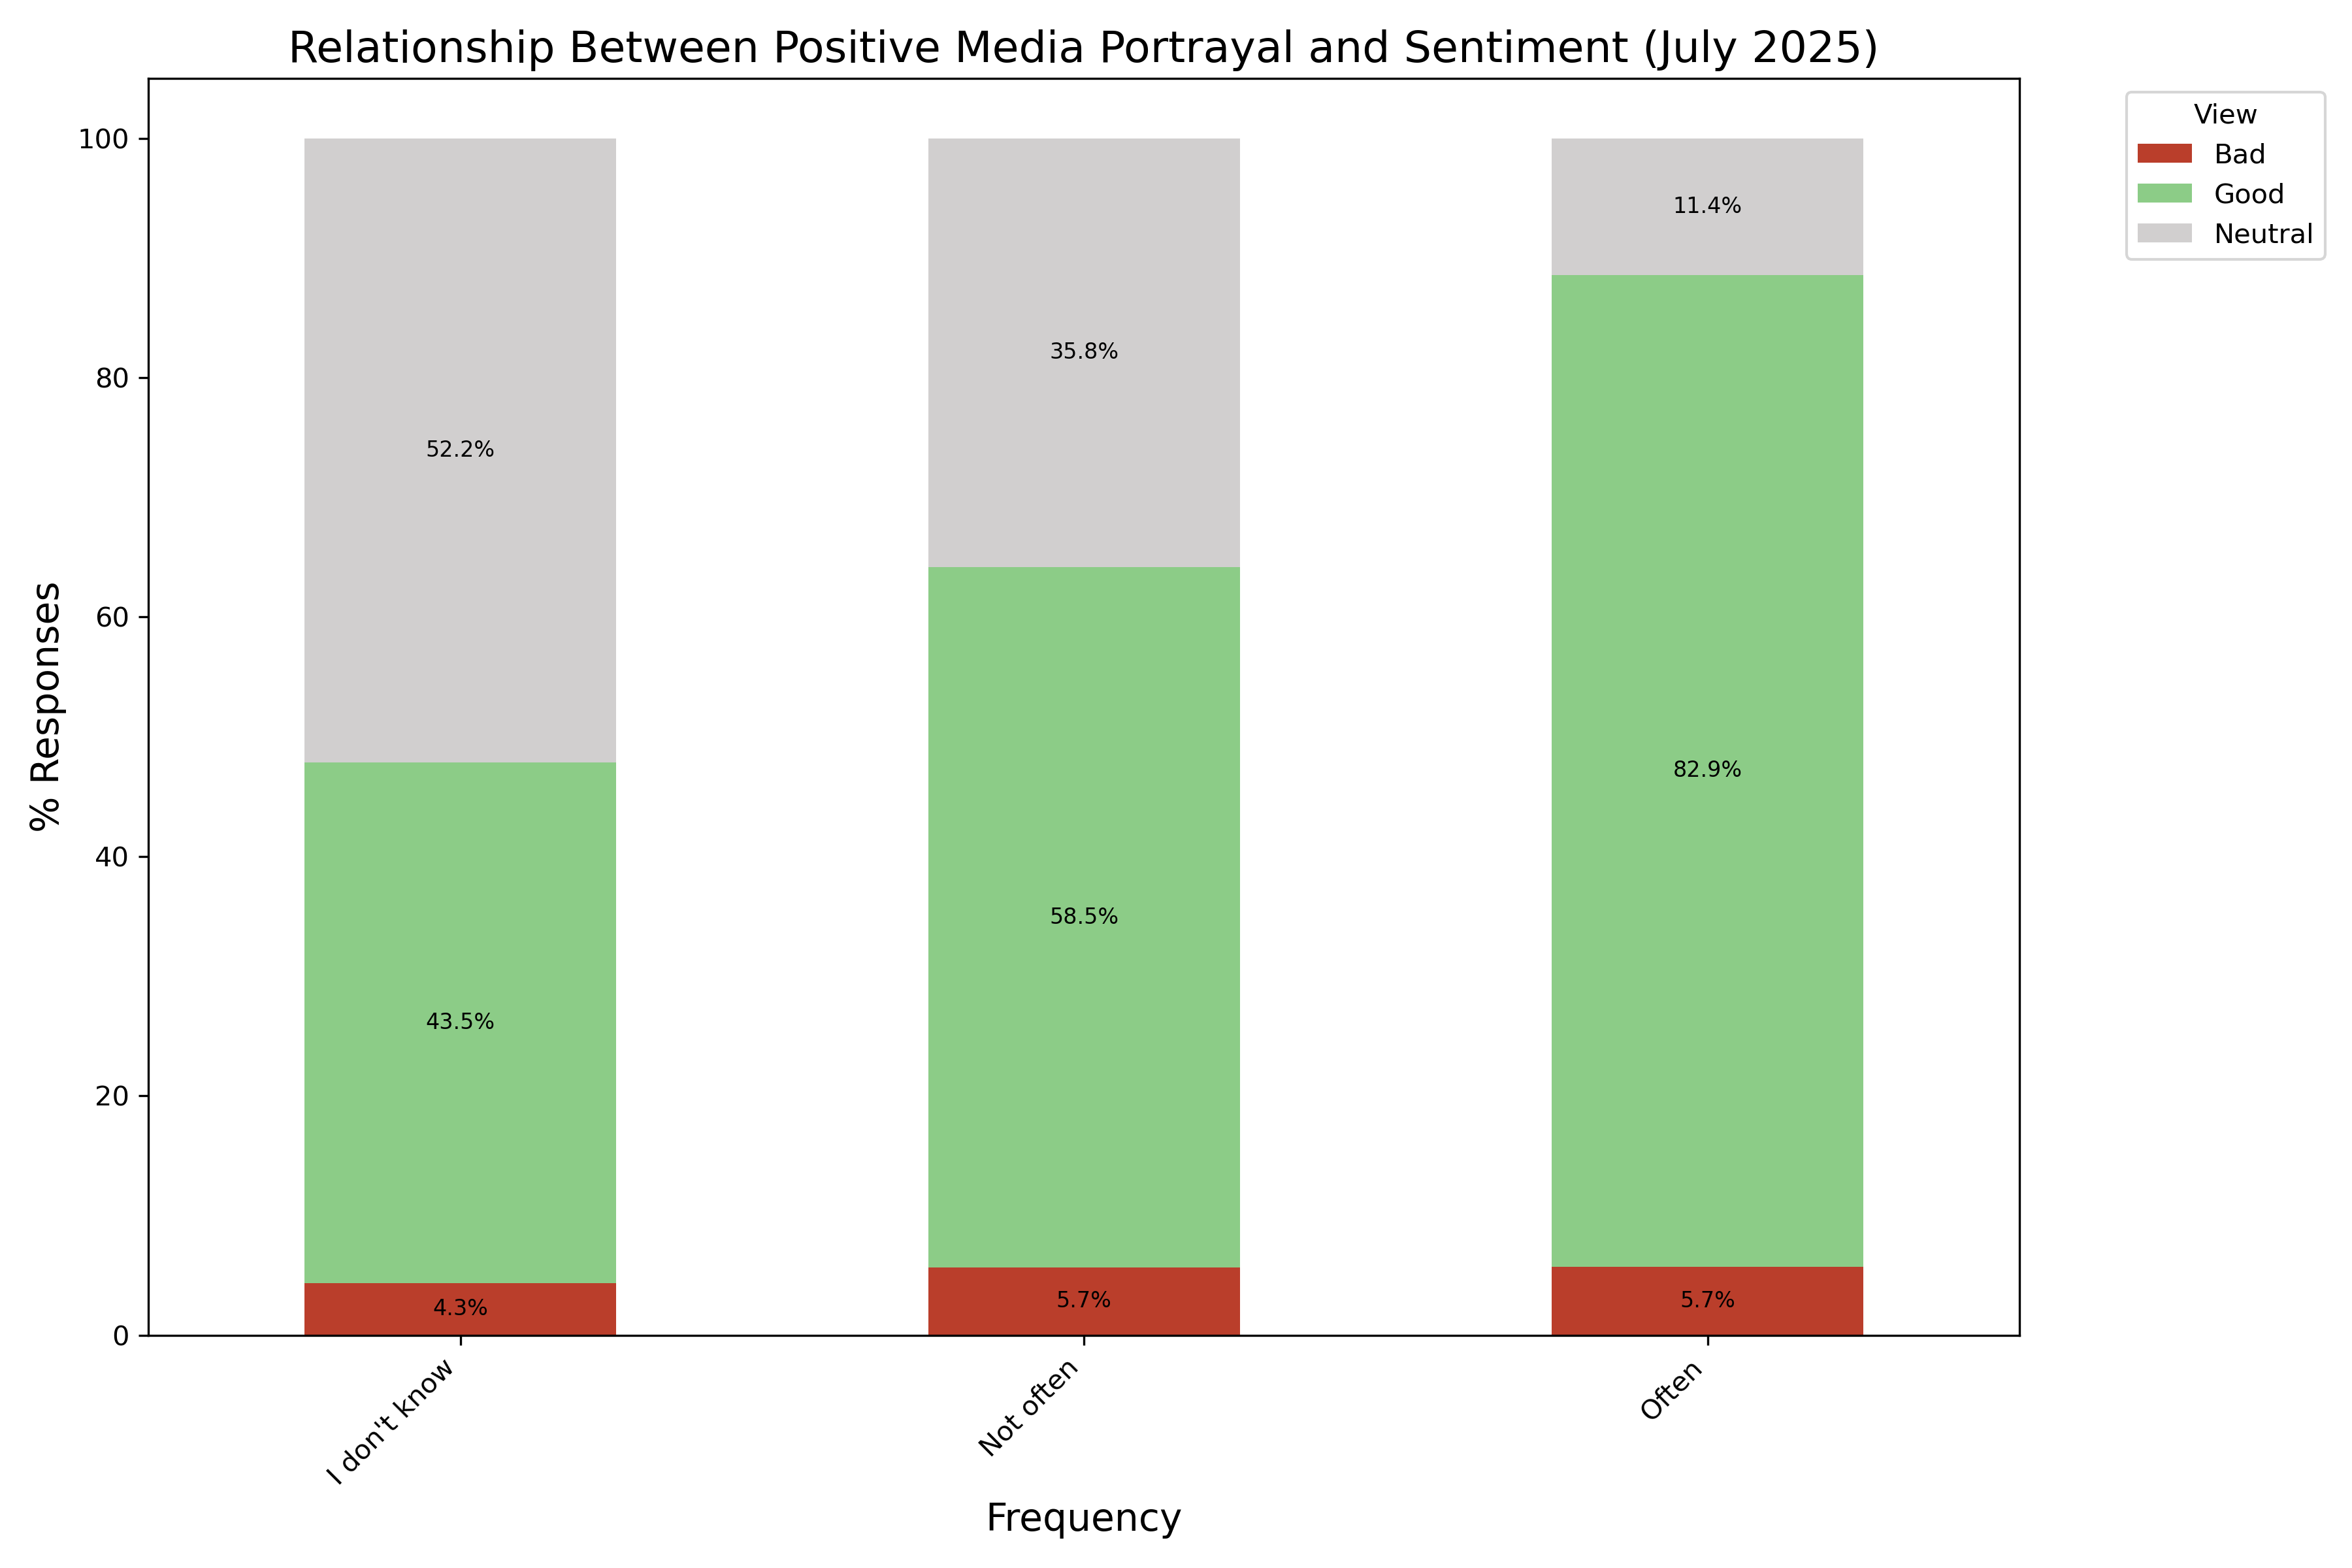 Relationship Between Positive Media Portrayal and Sentiment (July 2025)
View
Bad
Good
Neutral
% Responses
100
80
60
40
20
0
52.2%
43.5%
4.3%
35.8%
58.5%
5.7%
11.4%
82.9%
5.7%
I don't know
Not often
Often
Frequency